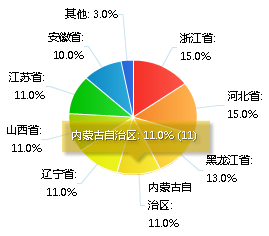 其他: 3.0%
安徽省:
10.0%
浙江省:
15.0%
江苏省:
11.0%
河北省:
15.0%
山西省:
11.0%
内蒙古自治区: 11.0% (11)
黑龙江省:
13.0%
辽宁省:
11.0%
内蒙古自
治区:
11.0%